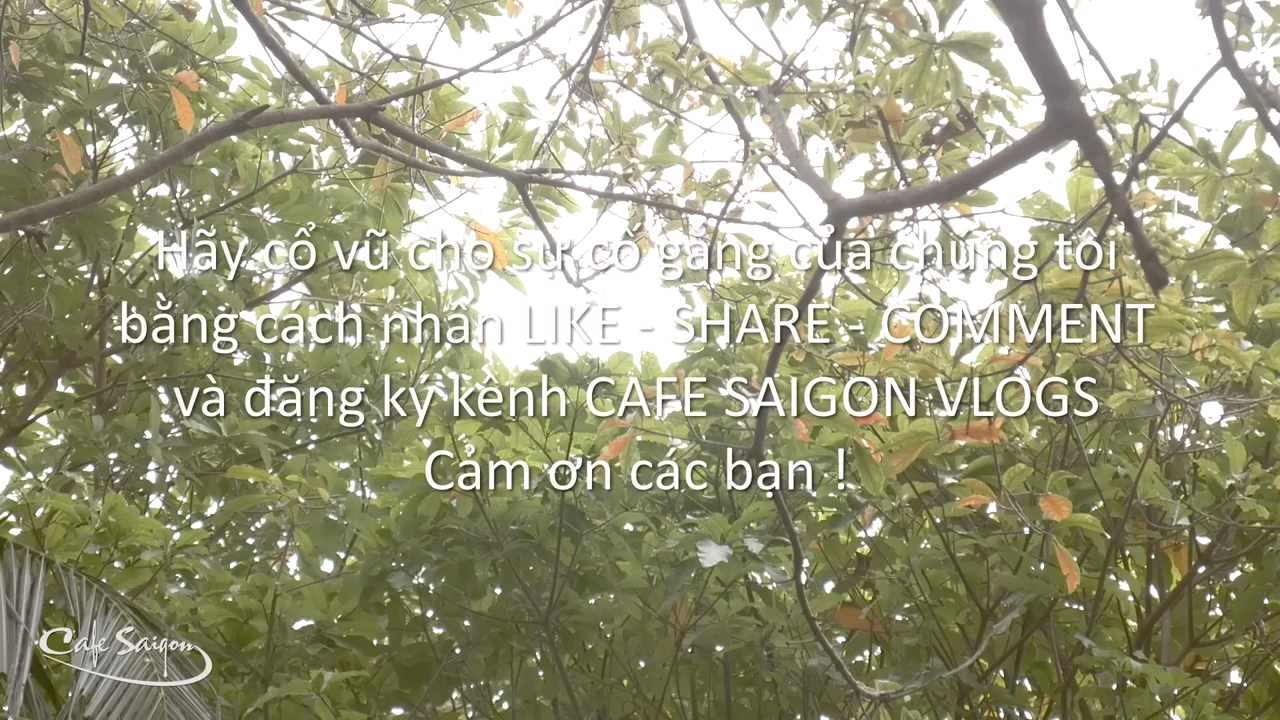 Hãy cổ vũ cho sự cố gắng của chúng tôi
bằng cách nhấn LIKE - SHARE - COMMENT
và đăng ký kênh CAFE SAIGON VLOGS
Cảm ơn các bạn !
Cafe Saigon